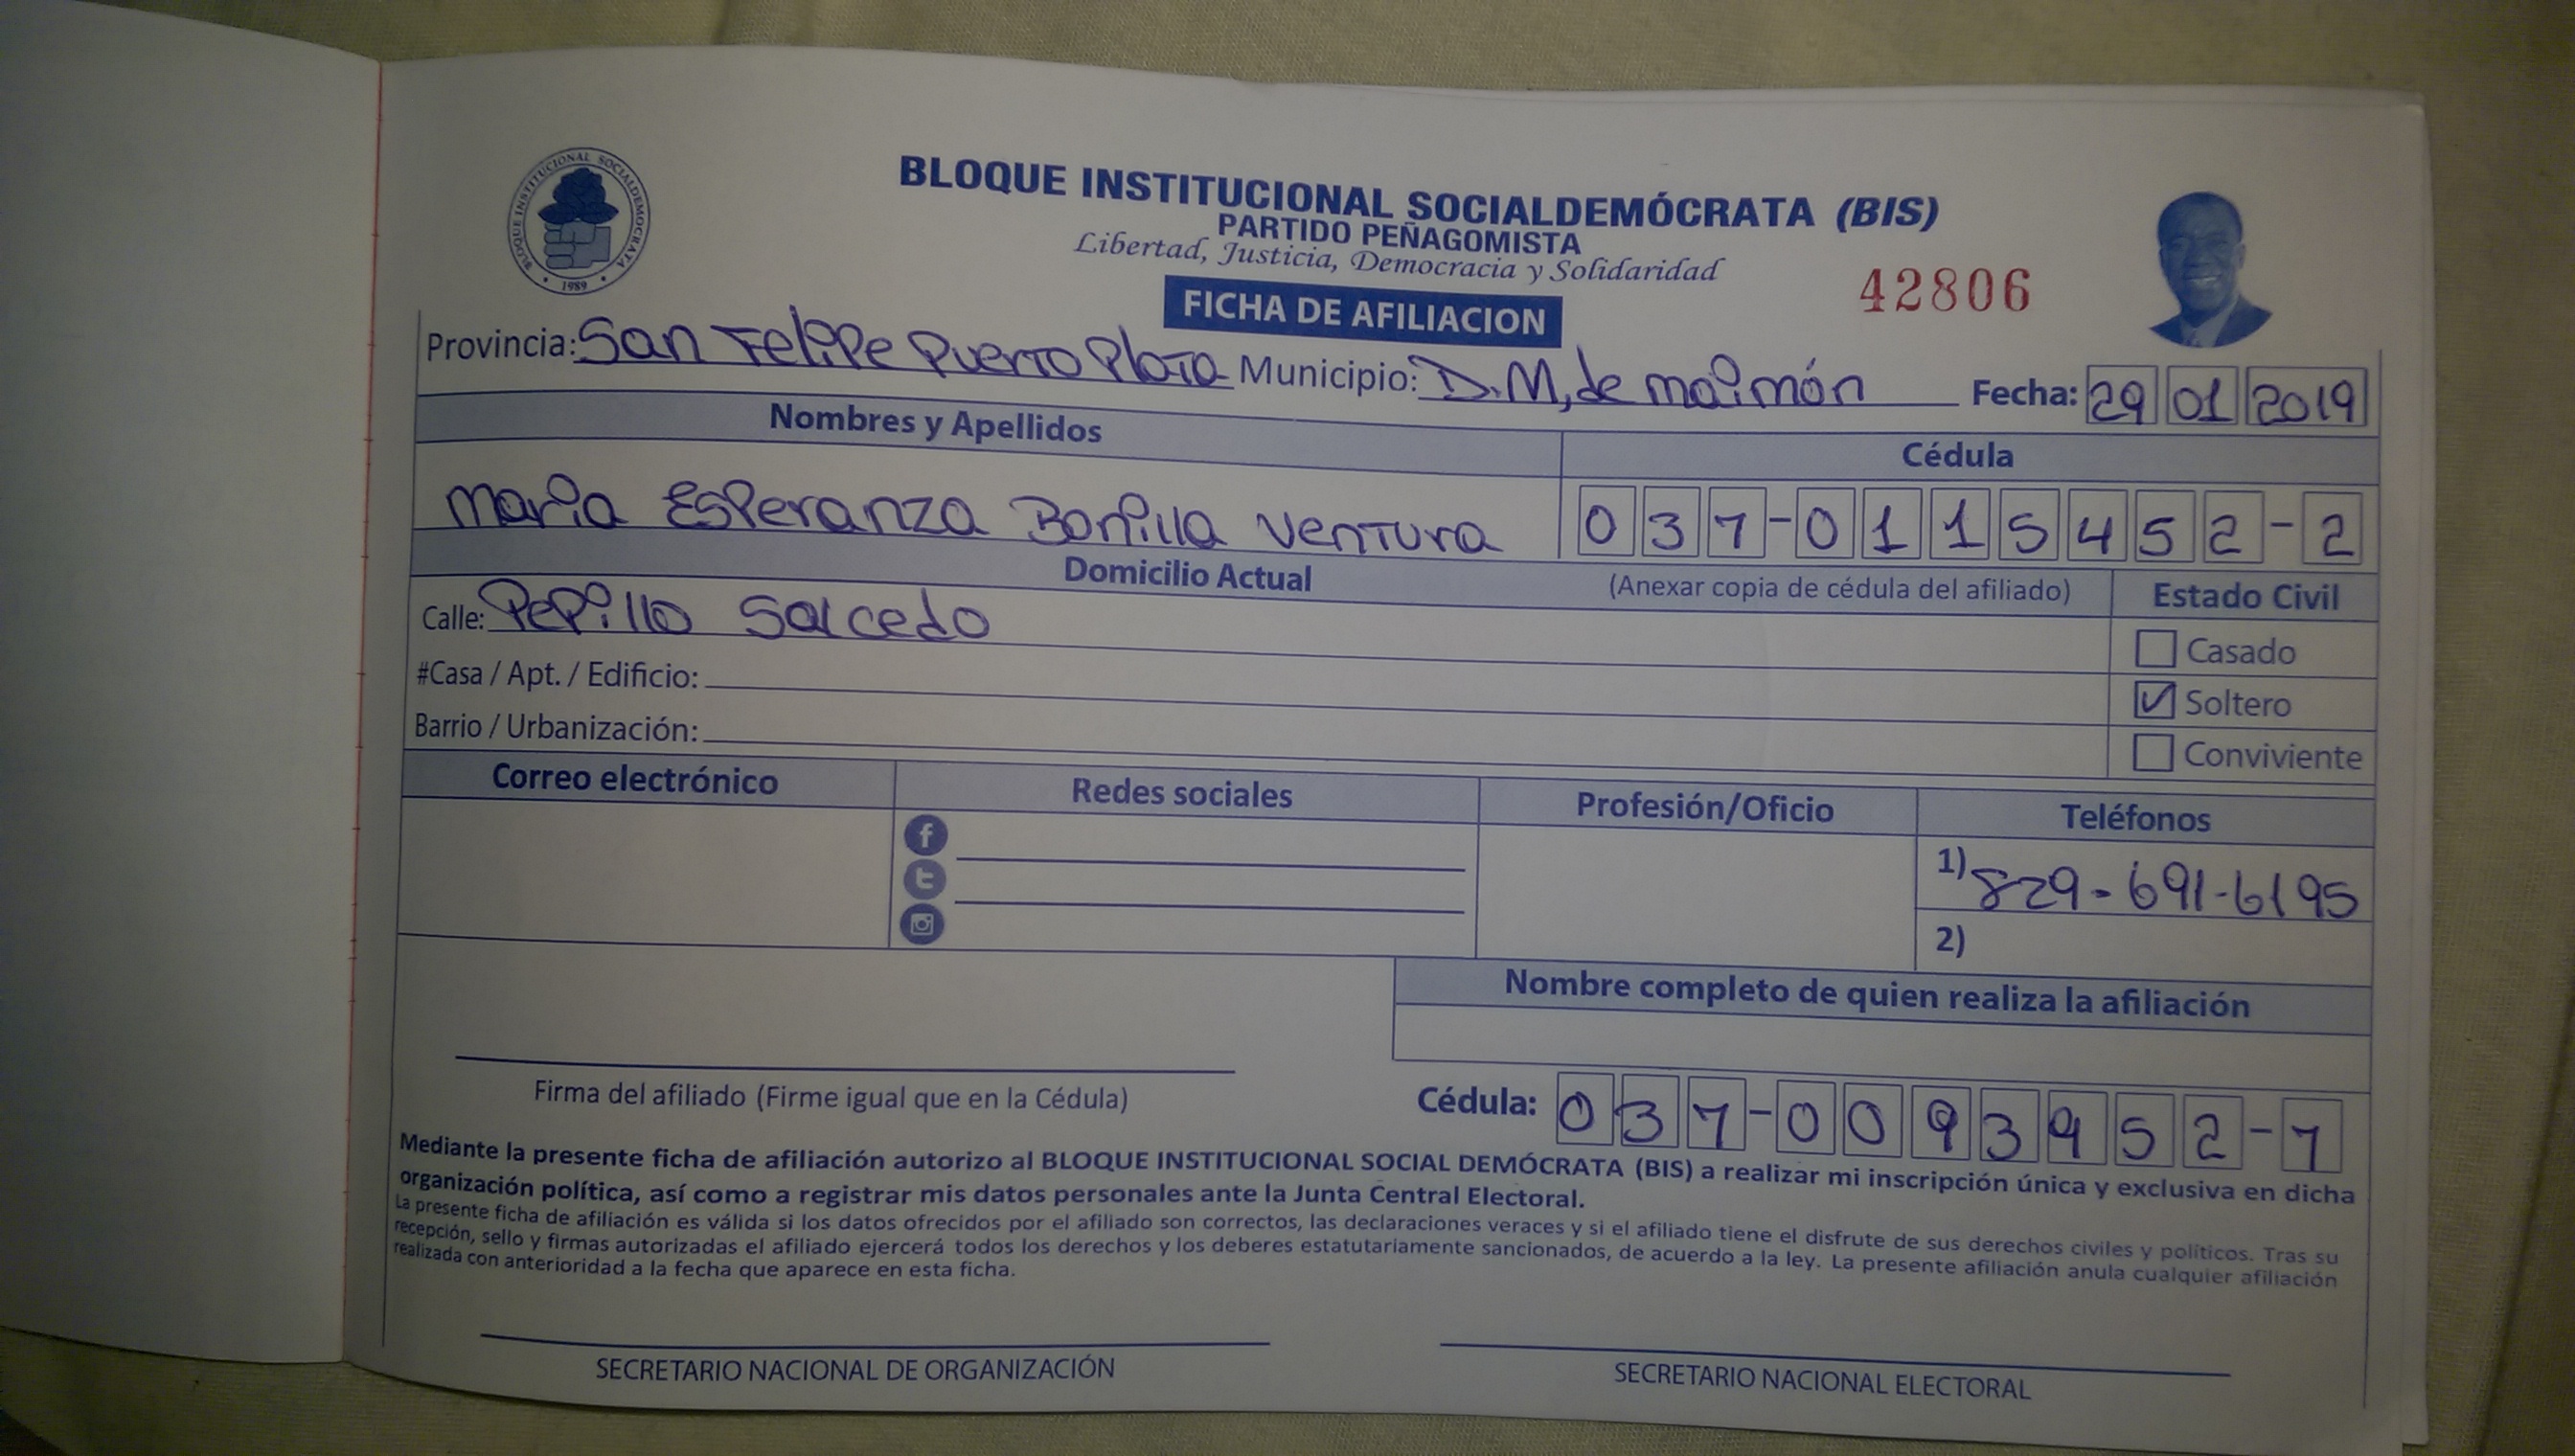 BLOQUE INSTITUCIONAL SOCIALDEMOCRATA
1989
BLOQUE INSTITUCIONAL SOCIALDEMÓCRATA (BIS)
PARTIDO PEÑAGOMISTA
Libertad, Justicia, Democracia y Solidaridad
42806
FICHA DE AFILIACION
Provincia: San Felipe Puerto Plata Municipio: D.M, de maimón Fecha: 29 01 2019
Nombres y Apellidos Cédula
Maria Esperanza Bonilla Ventura 037-0115452-2
Domicilio Actual (Anexar copia de cédula del afiliado) Estado Civil
Calle: Pepillo Salcedo
Casado
#Casa / Apt. / Edificio:
Soltero
Barrio / Urbanización:
Conviviente
Correo electrónico Redes sociales Profesión/Oficio Teléfonos
1) 829-691-6195
2)
Nombre completo de quien realiza la afiliación
Firma del afiliado (Firme igual que en la Cédula) Cédula: 037-0093952-7
Mediante la presente ficha de afiliación autorizo al BLOQUE INSTITUCIONAL SOCIAL DEMÓCRATA (BIS) a realizar mi inscripción única y exclusiva en dicha
organización política, así como a registrar mis datos personales ante la Junta Central Electoral.
La presente ficha de afiliación es válida si los datos ofrecidos por el afiliado son correctos, las declaraciones veraces y si el afiliado tiene el disfrute de sus derechos civiles y políticos. Tras su
recepción, sello y firmas autorizadas el afiliado ejercerá todos los derechos y los deberes estatutariamente sancionados, de acuerdo a la ley. La presente afiliación anula cualquier afiliación
realizada con anterioridad a la fecha que aparece en esta ficha.
SECRETARIO NACIONAL DE ORGANIZACIÓN SECRETARIO NACIONAL ELECTORAL